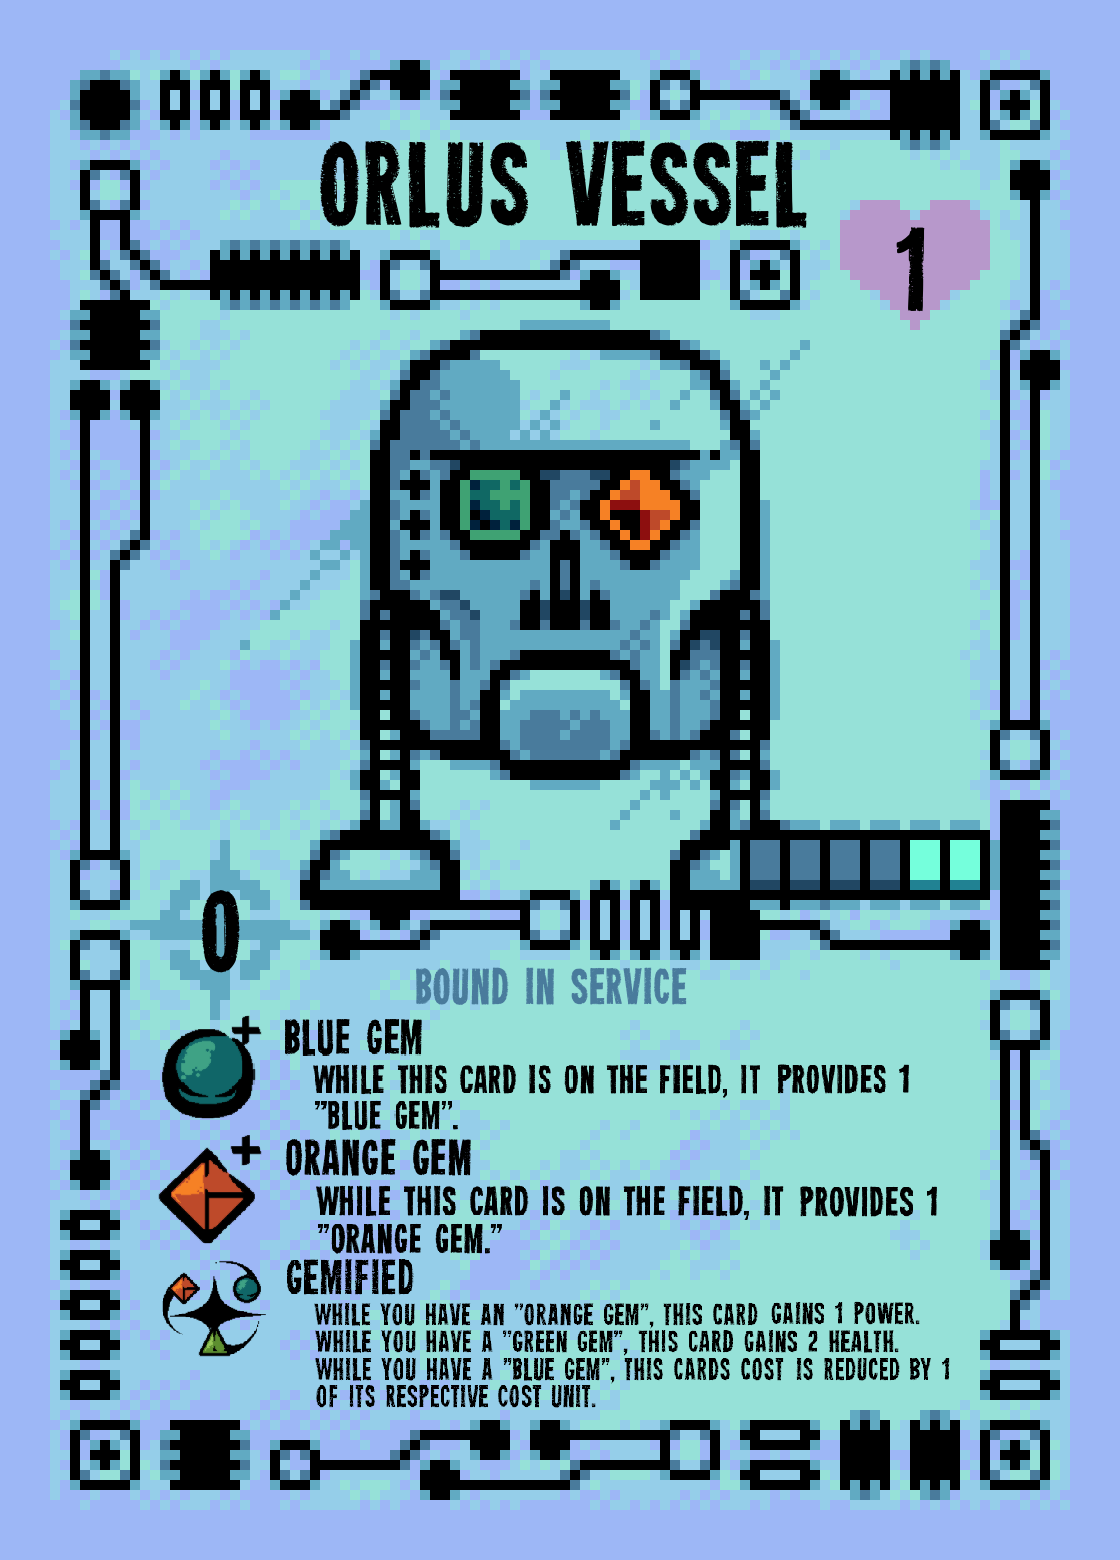 ORLUS VESSEL
1
0
BOUND IN SERVICE
BLUE GEM
WHILE THIS CARD IS ON THE FIELD, IT PROVIDES 1
"BLUE GEM".
ORANGE GEM
WHILE THIS CARD IS ON THE FIELD, IT PROVIDES 1
"ORANGE GEM."
GEMIFIED
WHILE YOU HAVE AN "ORANGE GEM", THIS CARD GAINS 1 POWER.
WHILE YOU HAVE A "GREEN GEM", THIS CARD GAINS 2 HEALTH.
WHILE YOU HAVE A "BLUE GEM", THIS CARDS COST IS REDUCED BY 1
OF ITS RESPECTIVE COST UNIT.